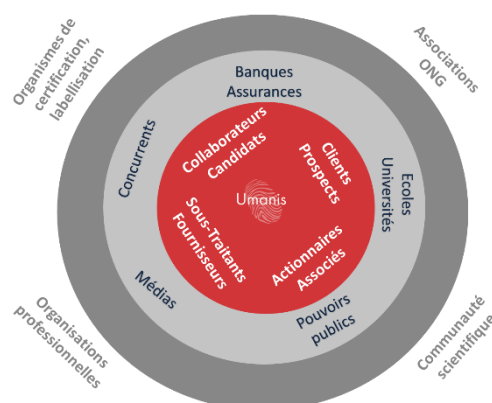 Organismes de
certification,
labellisation
Associations
ONG
Banques
Assurances
Concurrents
Ecoles
Universités
Collaborateurs
Candidats
Clients
Prospects
Umanis
Sous-Traitants
Fournisseurs
Actionnaires
Associés
Médias
Pouvoirs
publics
Organisations
professionnelles
Communauté
scientifique